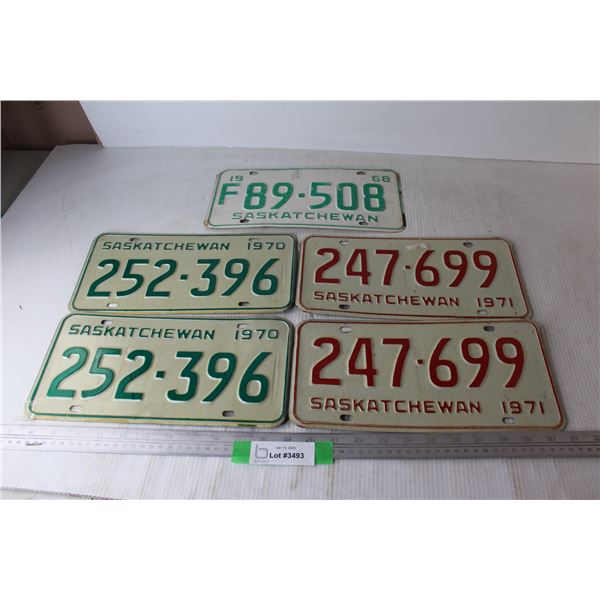 19 68
F89-508
SASKATCHEWAN
SASKATCHEWAN 1970
252-396
247-699
SASKATCHEWAN 1971
SASKATCHEWAN 1970
252-396
247-699
SASKATCHEWAN 1971
Lot #3493